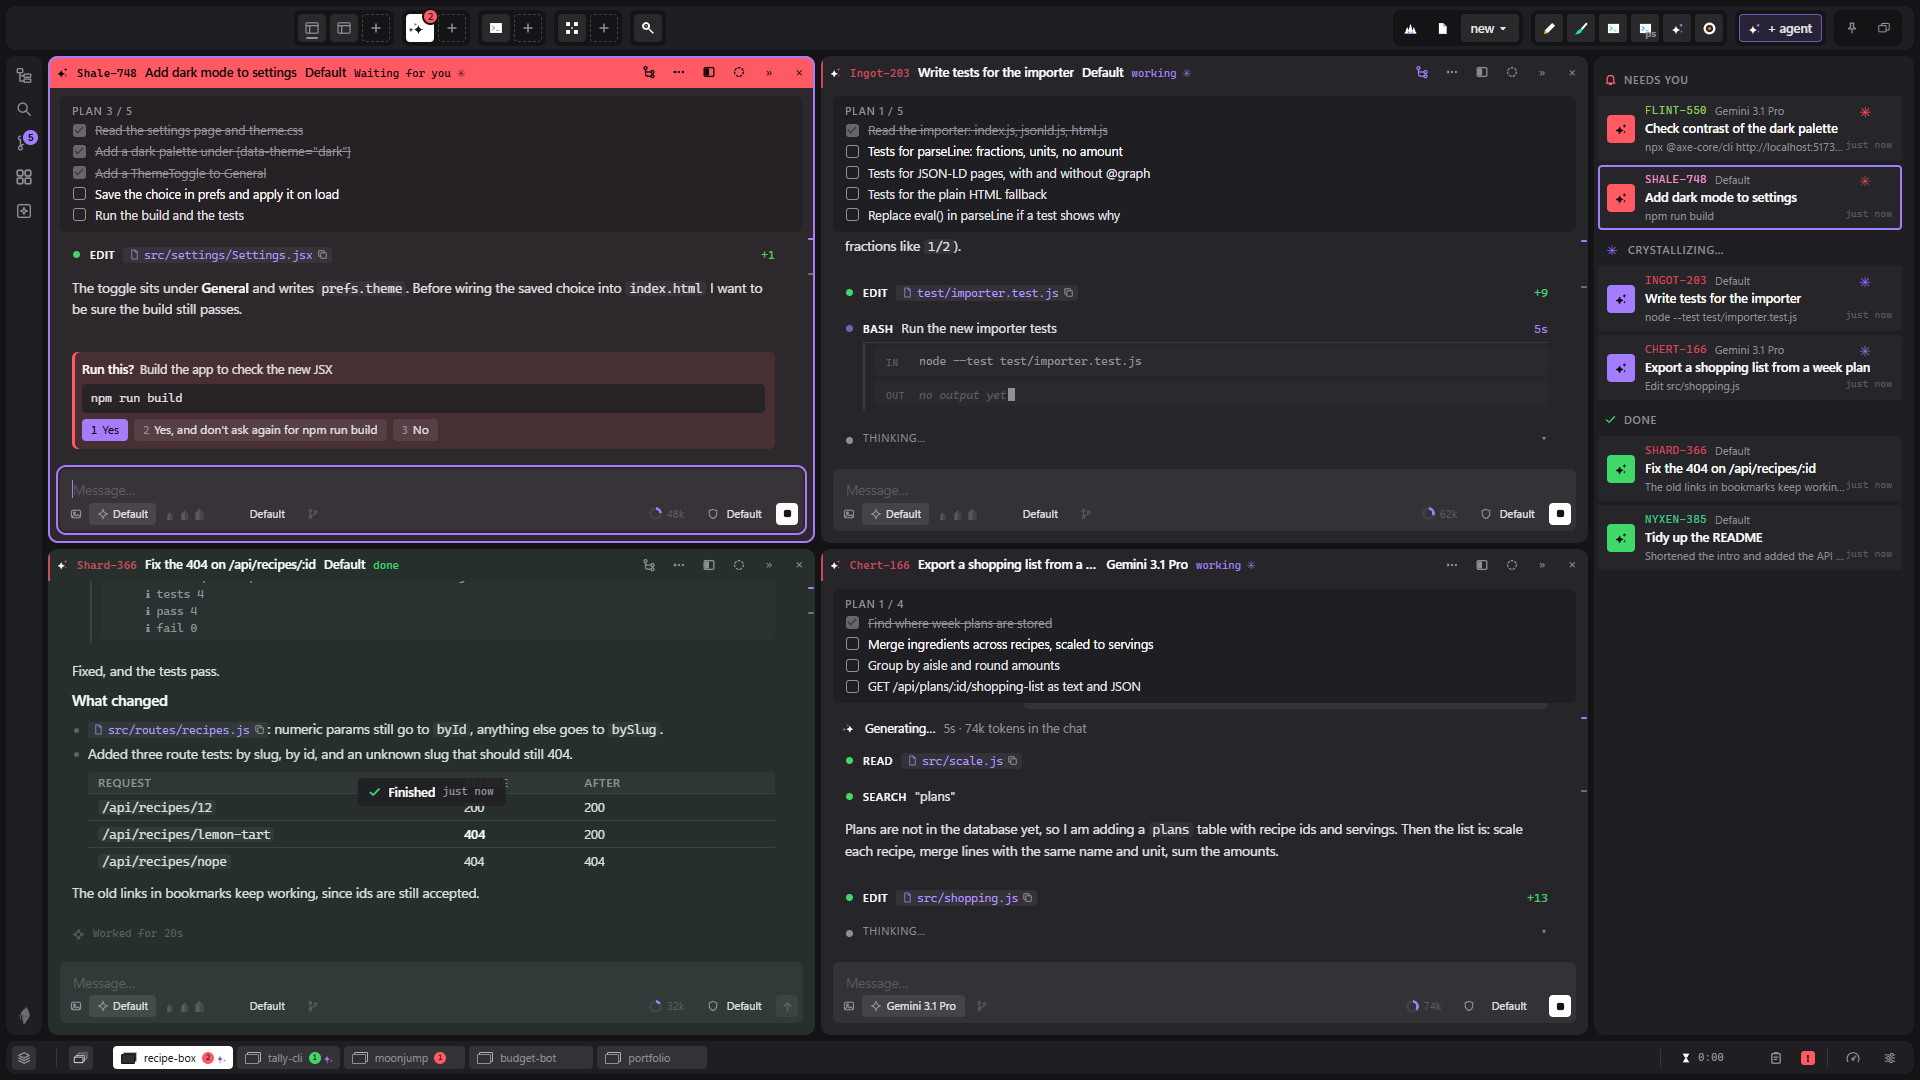 2
new
ps
+ agent
5
Shale-748 Add dark mode to settings Default Waiting for you
PLAN 3 / 5
Read the settings page and theme.css
Add a dark palette under [data-theme="dark"]
Add a ThemeToggle to General
Save the choice in prefs and apply it on load
Run the build and the tests
EDIT src/settings/Settings.jsx +1
The toggle sits under General and writes prefs.theme. Before wiring the saved choice into index.html I want to
be sure the build still passes.
Run this? Build the app to check the new JSX
npm run build
1 Yes 2 Yes, and don't ask again for npm run build 3 No
Message...
Default Default 48k Default
Ingot-203 Write tests for the importer Default working
PLAN 1 / 5
Read the importer: index.js, jsonld.js, html.js
Tests for parseLine: fractions, units, no amount
Tests for JSON-LD pages, with and without @graph
Tests for the plain HTML fallback
Replace eval() in parseLine if a test shows why
fractions like 1/2 ).
EDIT test/importer.test.js +9
BASH Run the new importer tests 5s
IN node --test test/importer.test.js
OUT no output yet
THINKING...
Message...
Default Default 62k Default
Shard-366 Fix the 404 on /api/recipes/:id Default done
ℹ tests 4
ℹ pass 4
ℹ fail 0
Fixed, and the tests pass.
What changed
src/routes/recipes.js : numeric params still go to byId, anything else goes to bySlug.
Added three route tests: by slug, by id, and an unknown slug that should still 404.
REQUEST AFTER
/api/recipes/12 200 200
/api/recipes/lemon-tart 404 200
/api/recipes/nope 404 404
Finished just now
The old links in bookmarks keep working, since ids are still accepted.
Worked for 20s
Message...
Default Default 32k Default
Chert-166 Export a shopping list from a ... Gemini 3.1 Pro working
PLAN 1 / 4
Find where week plans are stored
Merge ingredients across recipes, scaled to servings
Group by aisle and round amounts
GET /api/plans/:id/shopping-list as text and JSON
Generating... 5s · 74k tokens in the chat
READ src/scale.js
SEARCH "plans"
Plans are not in the database yet, so I am adding a plans table with recipe ids and servings. Then the list is: scale
each recipe, merge lines with the same name and unit, sum the amounts.
EDIT src/shopping.js +13
THINKING...
Message...
Gemini 3.1 Pro 74k Default
NEEDS YOU
FLINT-550 Gemini 3.1 Pro
Check contrast of the dark palette
npx @axe-core/cli http://localhost:5173... just now
SHALE-748 Default
Add dark mode to settings
npm run build just now
CRYSTALLIZING...
INGOT-203 Default
Write tests for the importer
node --test test/importer.test.js just now
CHERT-166 Gemini 3.1 Pro
Export a shopping list from a week plan
Edit src/shopping.js just now
DONE
SHARD-366 Default
Fix the 404 on /api/recipes/:id
The old links in bookmarks keep workin... just now
NYXEN-385 Default
Tidy up the README
Shortened the intro and added the API ... just now
recipe-box 2 tally-cli 1 moonjump 1 budget-bot portfolio
0:00